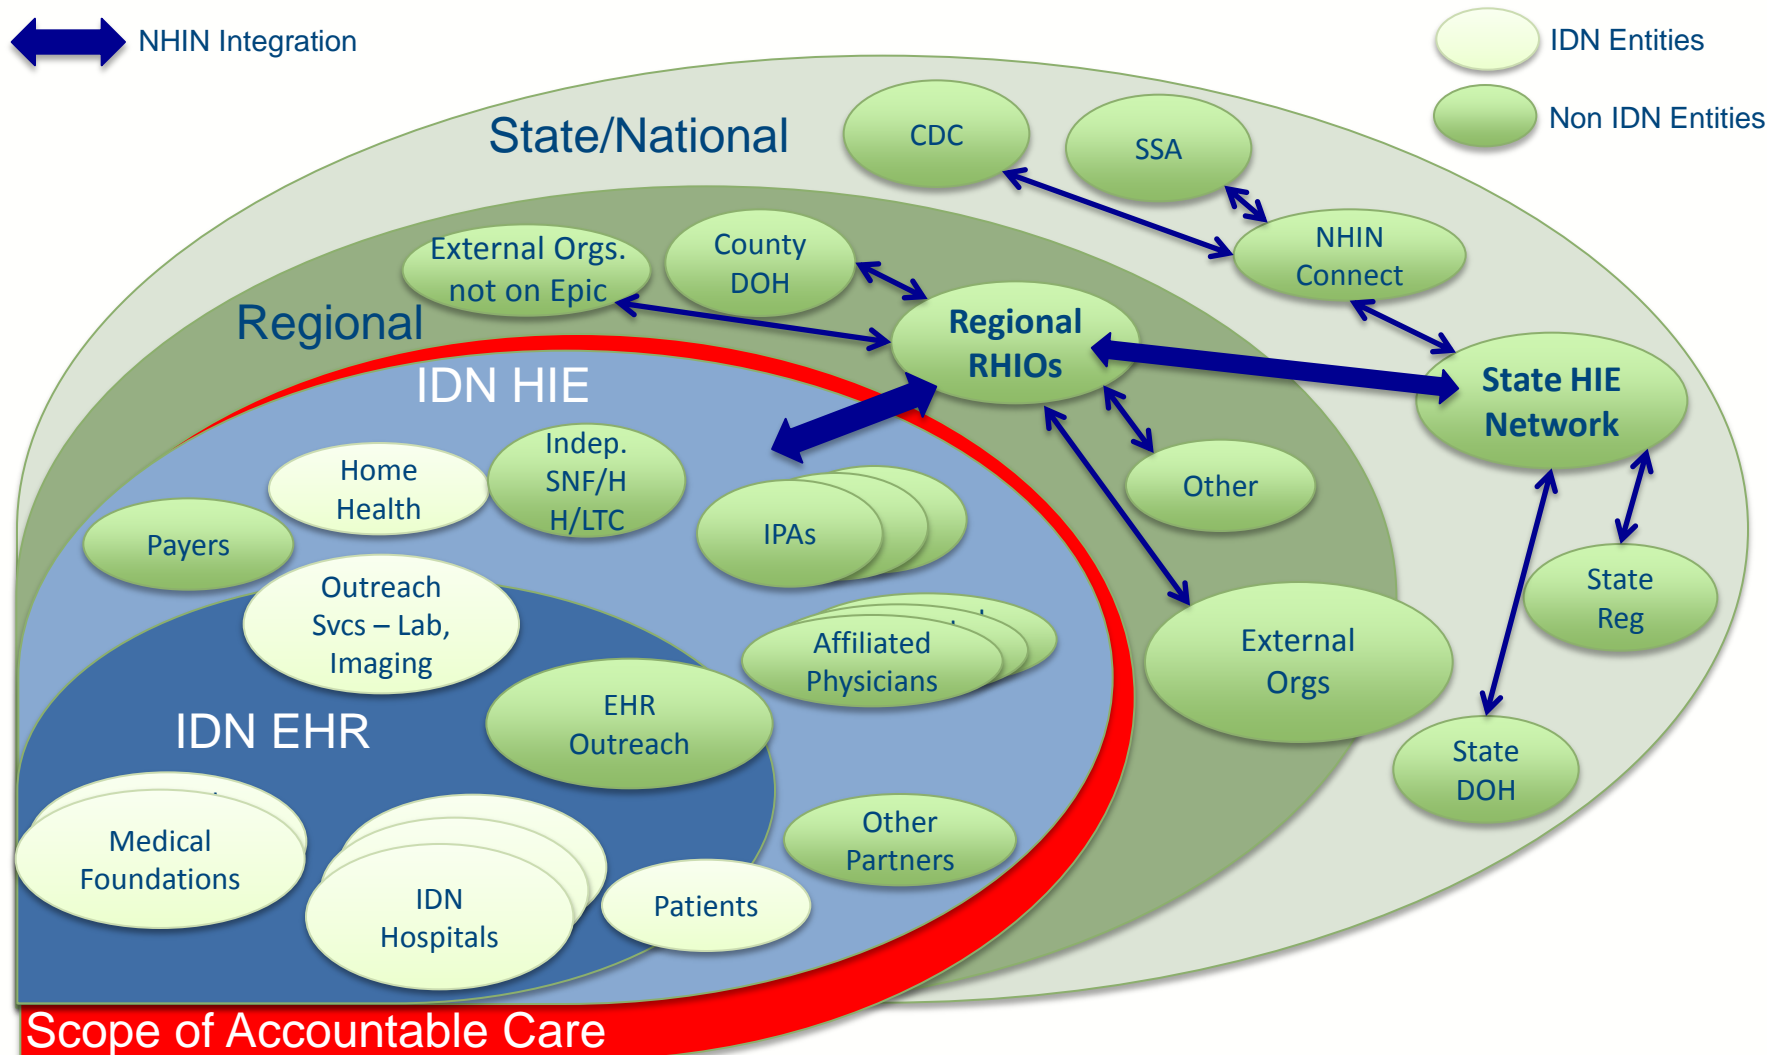 NHIN Integration
IDN Entities
Non IDN Entities
State/National
CDC
SSA
NHIN
Connect
External Orgs.
not on Epic
County
DOH
Regional
Regional
RHIOs
State HIE
Network
IDN HIE
Home
Health
Indep.
SNF/H
H/LTC
IPAs
Other
Payers
Outreach
Svcs – Lab,
Imaging
Affiliated
Physicians
State
Reg
External
Orgs
IDN EHR
EHR
Outreach
State
DOH
Medical
Foundations
IDN
Hospitals
Patients
Other
Partners
Scope of Accountable Care